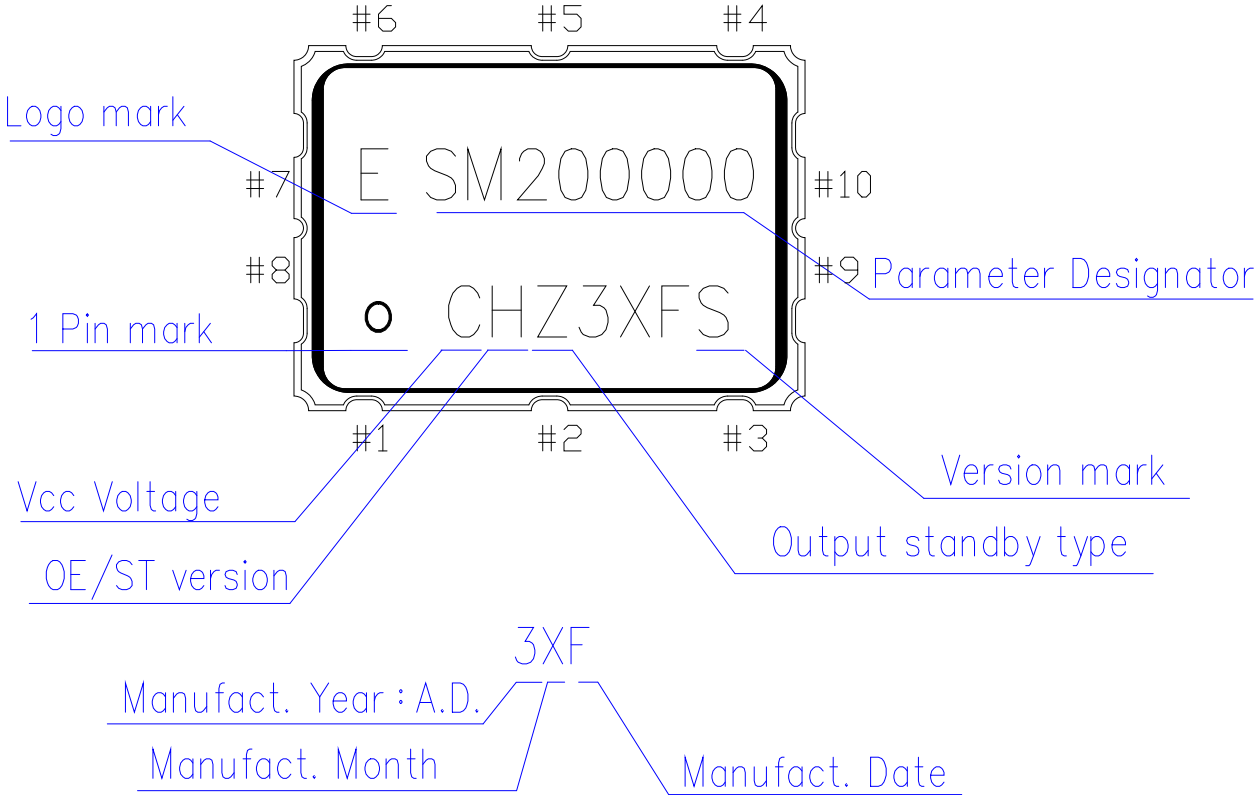 #6 #5 #4
Logo mark
E SM200000
#7 #10
#8 #9 Parameter Designator
CHZ3XFS
1 Pin mark
#1 #2 #3
Version mark
Vcc Voltage
Output standby type
OE/ST version
3XF
Manufact. Year : A.D.
Manufact. Month
Manufact. Date